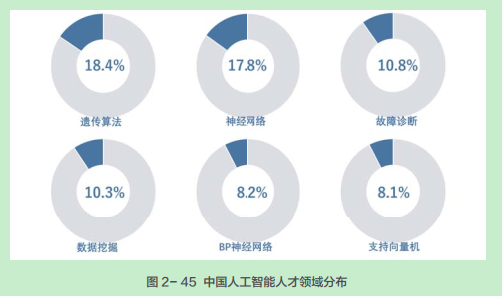 18.4%
17.8%
10.8%
遗传算法
神经网络
故障诊断
10.3%
8.2%
8.1%
数据挖掘
BP神经网络
支持向量机
图 2- 45 中国人工智能人才领域分布